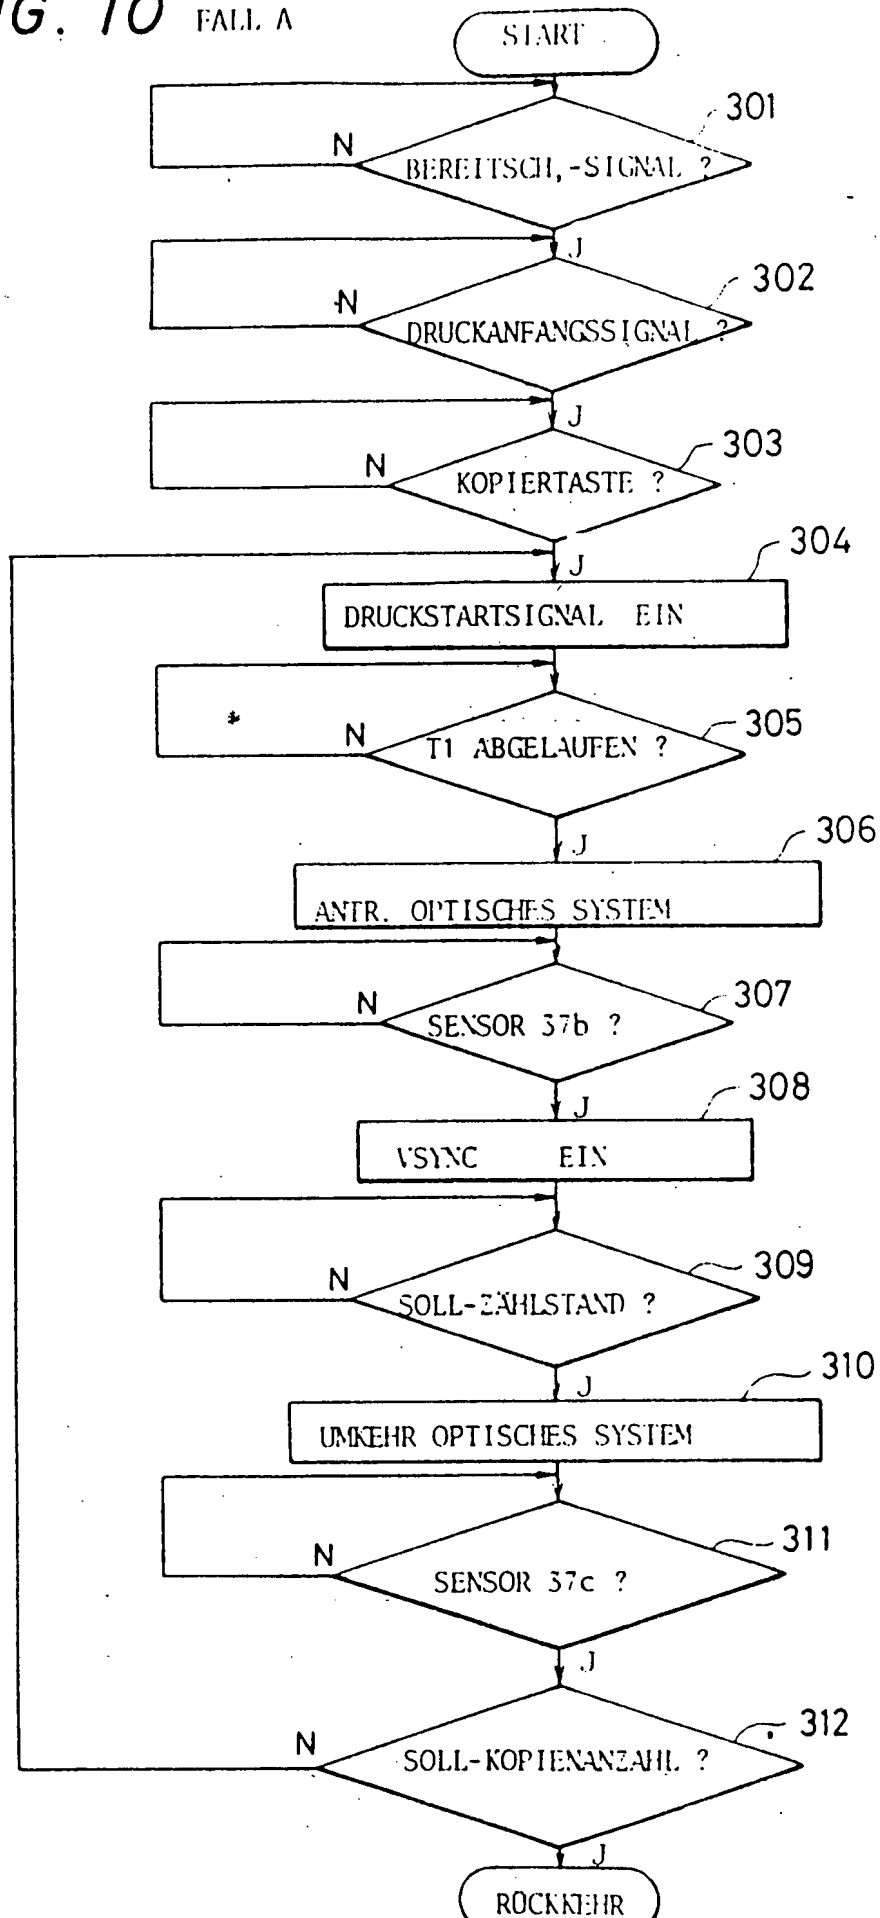 FIG. 10 FALL A
START
301
N
BEREITSCH,-SIGNAL ?
J
302
N
DRUCKANFANGSSIGNAL ?
J
303
N
KOPIERTASTE ?
J
304
DRUCKSTARTSIGNAL EIN
305
N
T1 ABGELAUFEN ?
J
306
ANTR. OPTISCHES SYSTEM
307
N
SENSOR 37b ?
J
308
VSYNC EIN
309
N
SOLL-ZÄHLSTAND ?
J
310
UMKEHR OPTISCHES SYSTEM
311
N
SENSOR 37c ?
J
312
N
SOLL-KOPIENANZAHL ?
J
RÜCKKEHR